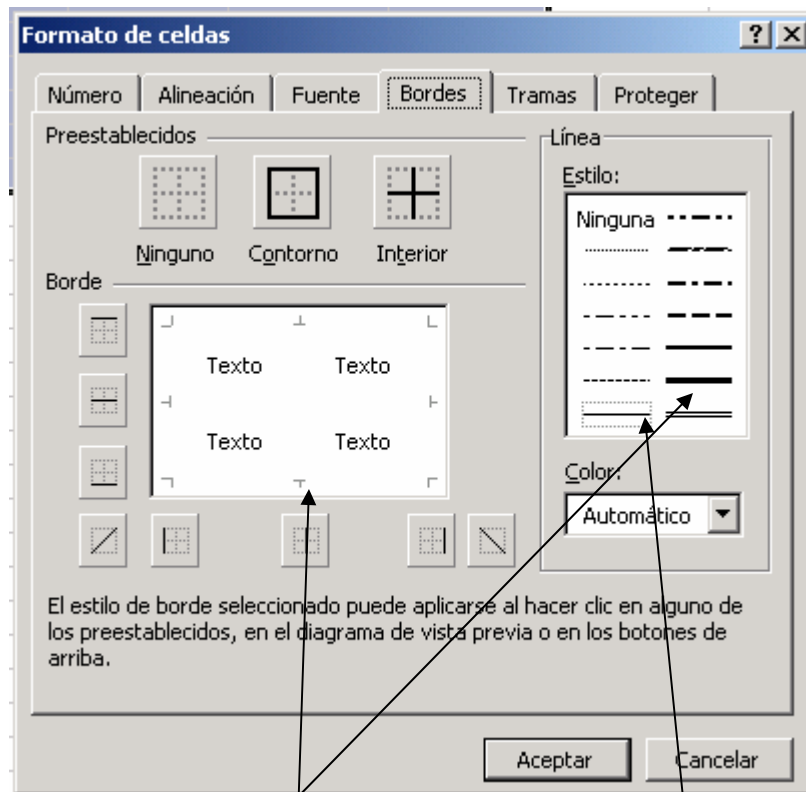 Formato de celdas
Número Alineación Fuente Bordes Tramas Proteger
Preestablecidos
Ninguno Contorno Interior
Borde
Texto Texto
Texto Texto
Línea
Estilo:
Ninguna
Color:
Automático
El estilo de borde seleccionado puede aplicarse al hacer clic en alguno de
los preestablecidos, en el diagrama de vista previa o en los botones de
arriba.
Aceptar Cancelar